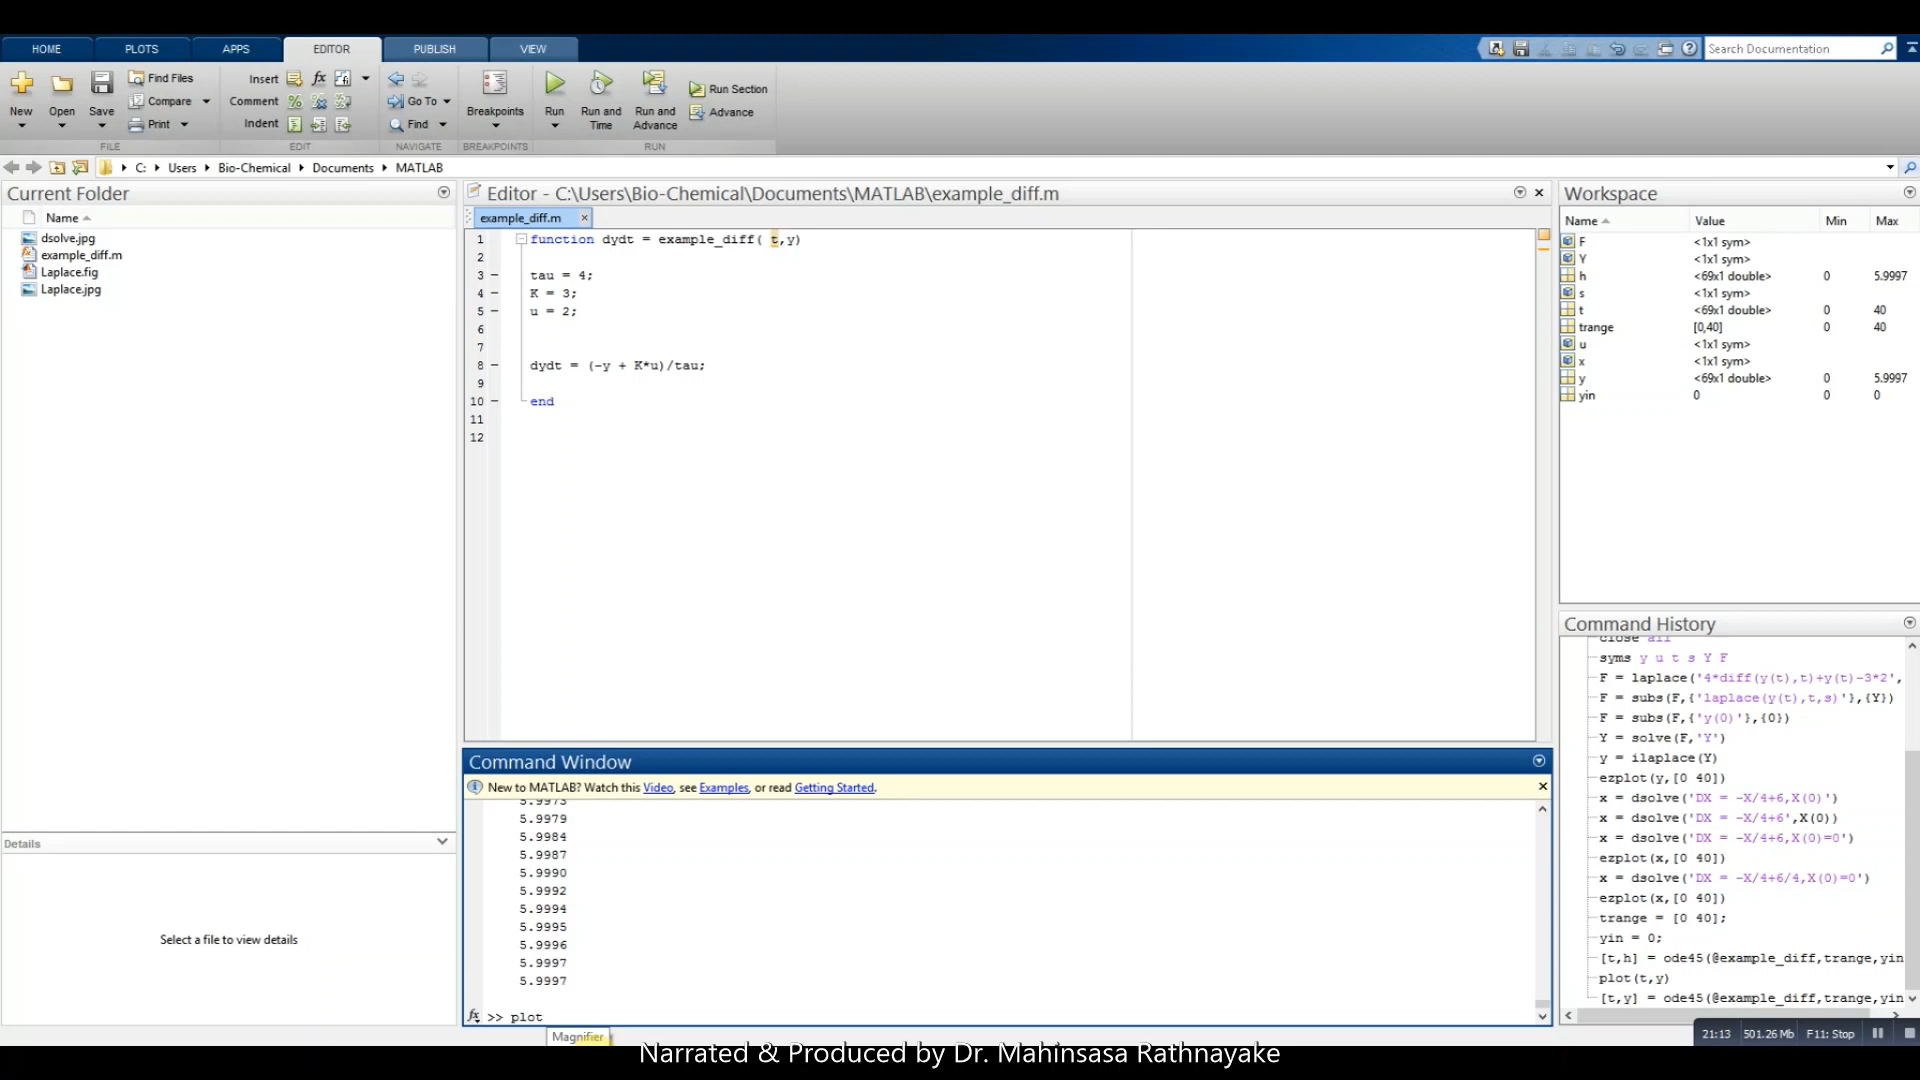 HOME PLOTS APPS EDITOR PUBLISH VIEW Search Documentation
New Open Save Find Files Compare Print
Insert fx Comment % Indent
Go To Find
Breakpoints Run Run and Time Run and Advance Run Section Advance
FILE EDIT NAVIGATE BREAKPOINTS RUN
C: Users Bio-Chemical Documents MATLAB
Current Folder
Name
dsolve.jpg
example_diff.m
Laplace.fig
Laplace.jpg
Details
Select a file to view details
Editor - C:\Users\Bio-Chemical\Documents\MATLAB\example_diff.m
example_diff.m
1 function dydt = example_diff( t,y)
2
3 tau = 4;
4 K = 3;
5 u = 2;
6
7
8 dydt = (-y + K*u)/tau;
9
10 end
11
12
Command Window
New to MATLAB? Watch this Video, see Examples, or read Getting Started.
5.9973
5.9979
5.9984
5.9987
5.9990
5.9992
5.9994
5.9995
5.9996
5.9997
5.9997
fx >> plot
Magnifier
Workspace
Name Value Min Max
F <1x1 sym>
Y <1x1 sym>
h <69x1 double> 0 5.9997
s <1x1 sym>
t <69x1 double> 0 40
trange [0,40] 0 40
u <1x1 sym>
x <1x1 sym>
y <69x1 double> 0 5.9997
yin 0 0 0
Command History
close all
syms y u t s Y F
F = laplace('4*diff(y(t),t)+y(t)-3*2',
F = subs(F,{'laplace(y(t),t,s)'},{Y})
F = subs(F,{'y(0)'},{0})
Y = solve(F,'Y')
y = ilaplace(Y)
ezplot(y,[0 40])
x = dsolve('DX = -X/4+6,X(0)')
x = dsolve('DX = -X/4+6',X(0))
x = dsolve('DX = -X/4+6,X(0)=0')
ezplot(x,[0 40])
x = dsolve('DX = -X/4+6/4,X(0)=0')
ezplot(x,[0 40])
trange = [0 40];
yin = 0;
[t,h] = ode45(@example_diff,trange,yin
plot(t,y)
[t,y] = ode45(@example_diff,trange,yin
21:13 501.26 Mb F11: Stop
Narrated & Produced by Dr. Mahinsasa Rathnayake